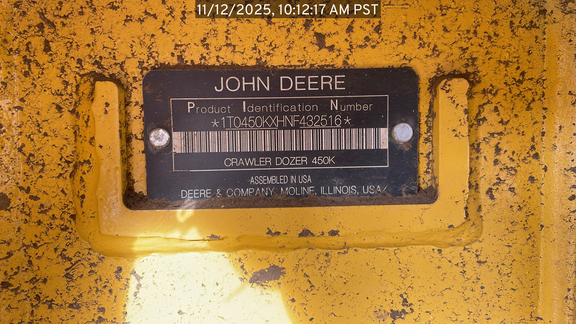 11/12/2025, 10:12:17 AM PST
JOHN DEERE
Product Identification Number
*1T0450KXHNF432516*
CRAWLER DOZER 450K
ASSEMBLED IN USA
DEERE & COMPANY, MOLINE, ILLINOIS, USA